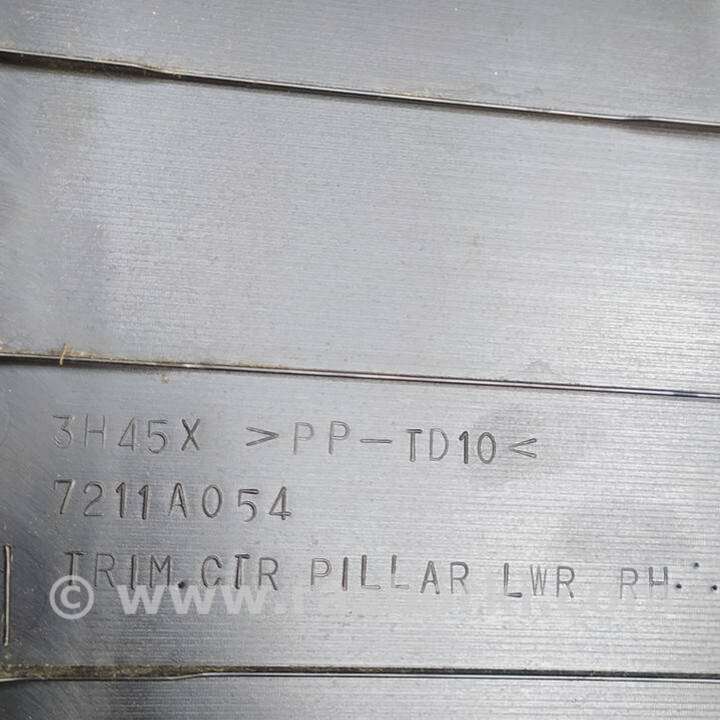 3H45X >PP-TD10<
7211A054
TRIM.CTR PILLAR LWR RH.